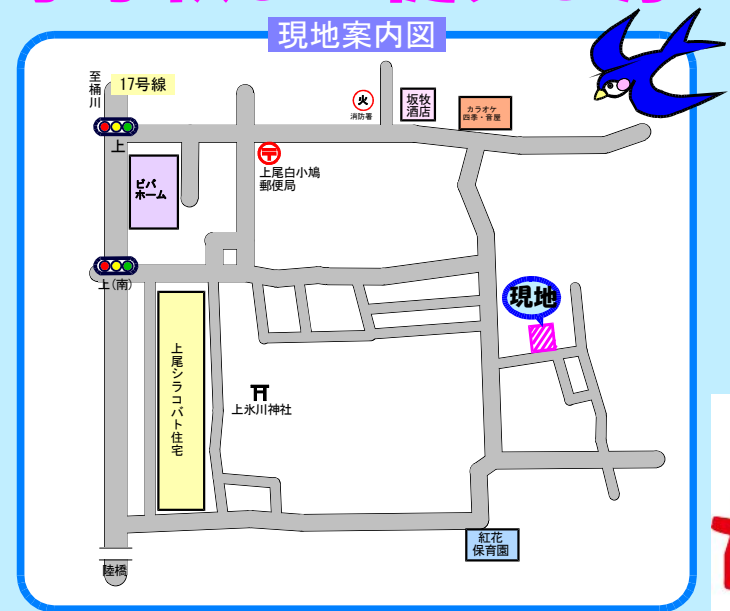 現地案内図
至桶川
17号線
上
ビバ
ホーム
火
消防署
坂牧
酒店
カラオケ
四季・音屋
上尾白小鳩
郵便局
上(南)
現地
上尾シラコバト住宅
上氷川神社
紅花
保育園
陸橋